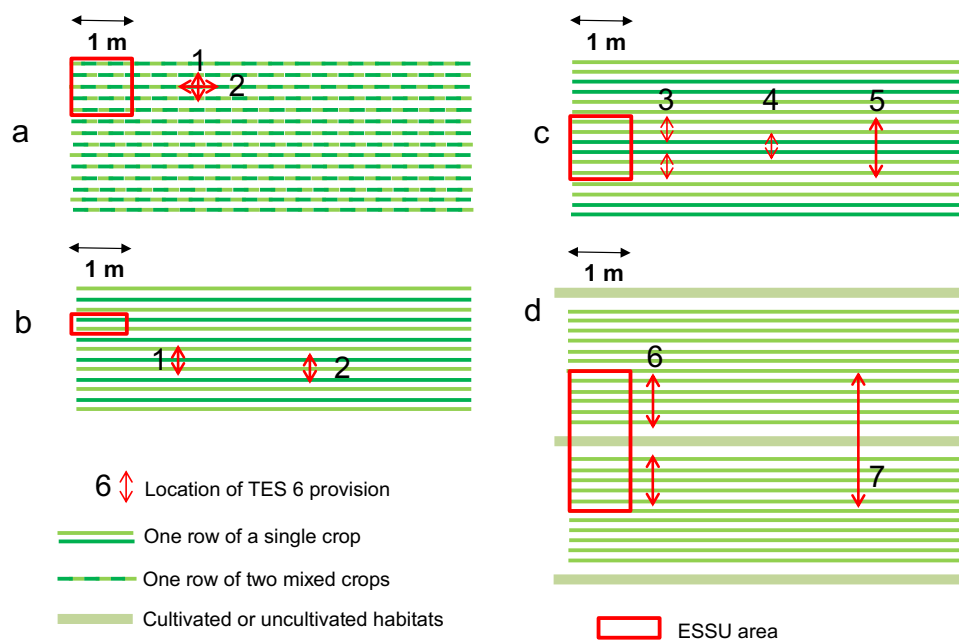 1 m
1
2
a
1 m
3
4
5
c
1 m
b
1
2
1 m
d
6
7
6 Location of TES 6 provision
One row of a single crop
One row of two mixed crops
Cultivated or uncultivated habitats
ESSU area